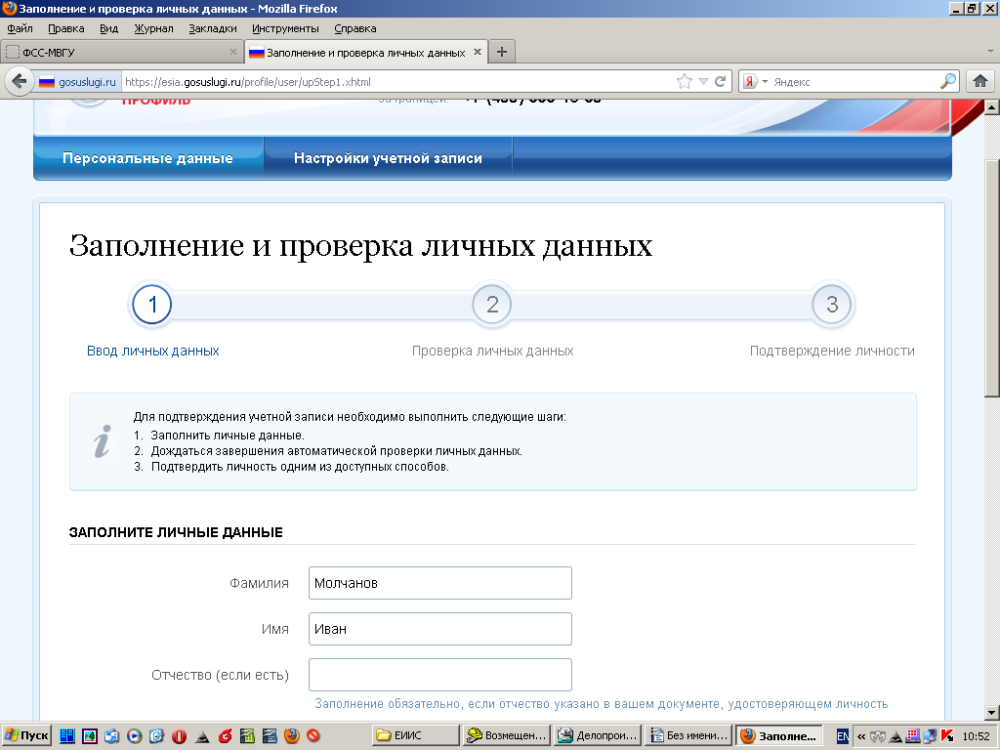 Заполнение и проверка личных данных - Mozilla Firefox
Файл Правка Вид Журнал Закладки Инструменты Справка
ФСС-МВГУ
Заполнение и проверка личных данных
gosuslugi.ru https://esia.gosuslugi.ru/profile/user/upStep1.xhtml
Яндекс
ПРОФИЛЬ
Персональные данные Настройки учетной записи
Заполнение и проверка личных данных
1 2 3
Ввод личных данных Проверка личных данных Подтверждение личности
Для подтверждения учетной записи необходимо выполнить следующие шаги:
1. Заполнить личные данные.
2. Дождаться завершения автоматической проверки личных данных.
3. Подтвердить личность одним из доступных способов.
ЗАПОЛНИТЕ ЛИЧНЫЕ ДАННЫЕ
Фамилия Молчанов
Имя Иван
Отчество (если есть)
Заполнение обязательно, если отчество указано в вашем документе, удостоверяющем личность
Пуск ЕИИС Возмещен... Делопрои... Без имени... Заполне... EN « 10:52